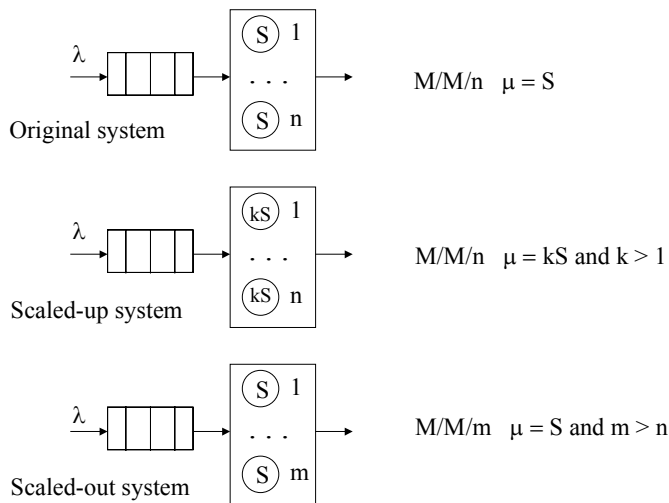 λ
S 1
. . .
S n
M/M/n μ = S
Original system
λ
kS 1
. . .
kS n
M/M/n μ = kS and k > 1
Scaled-up system
λ
S 1
. . .
S m
M/M/m μ = S and m > n
Scaled-out system